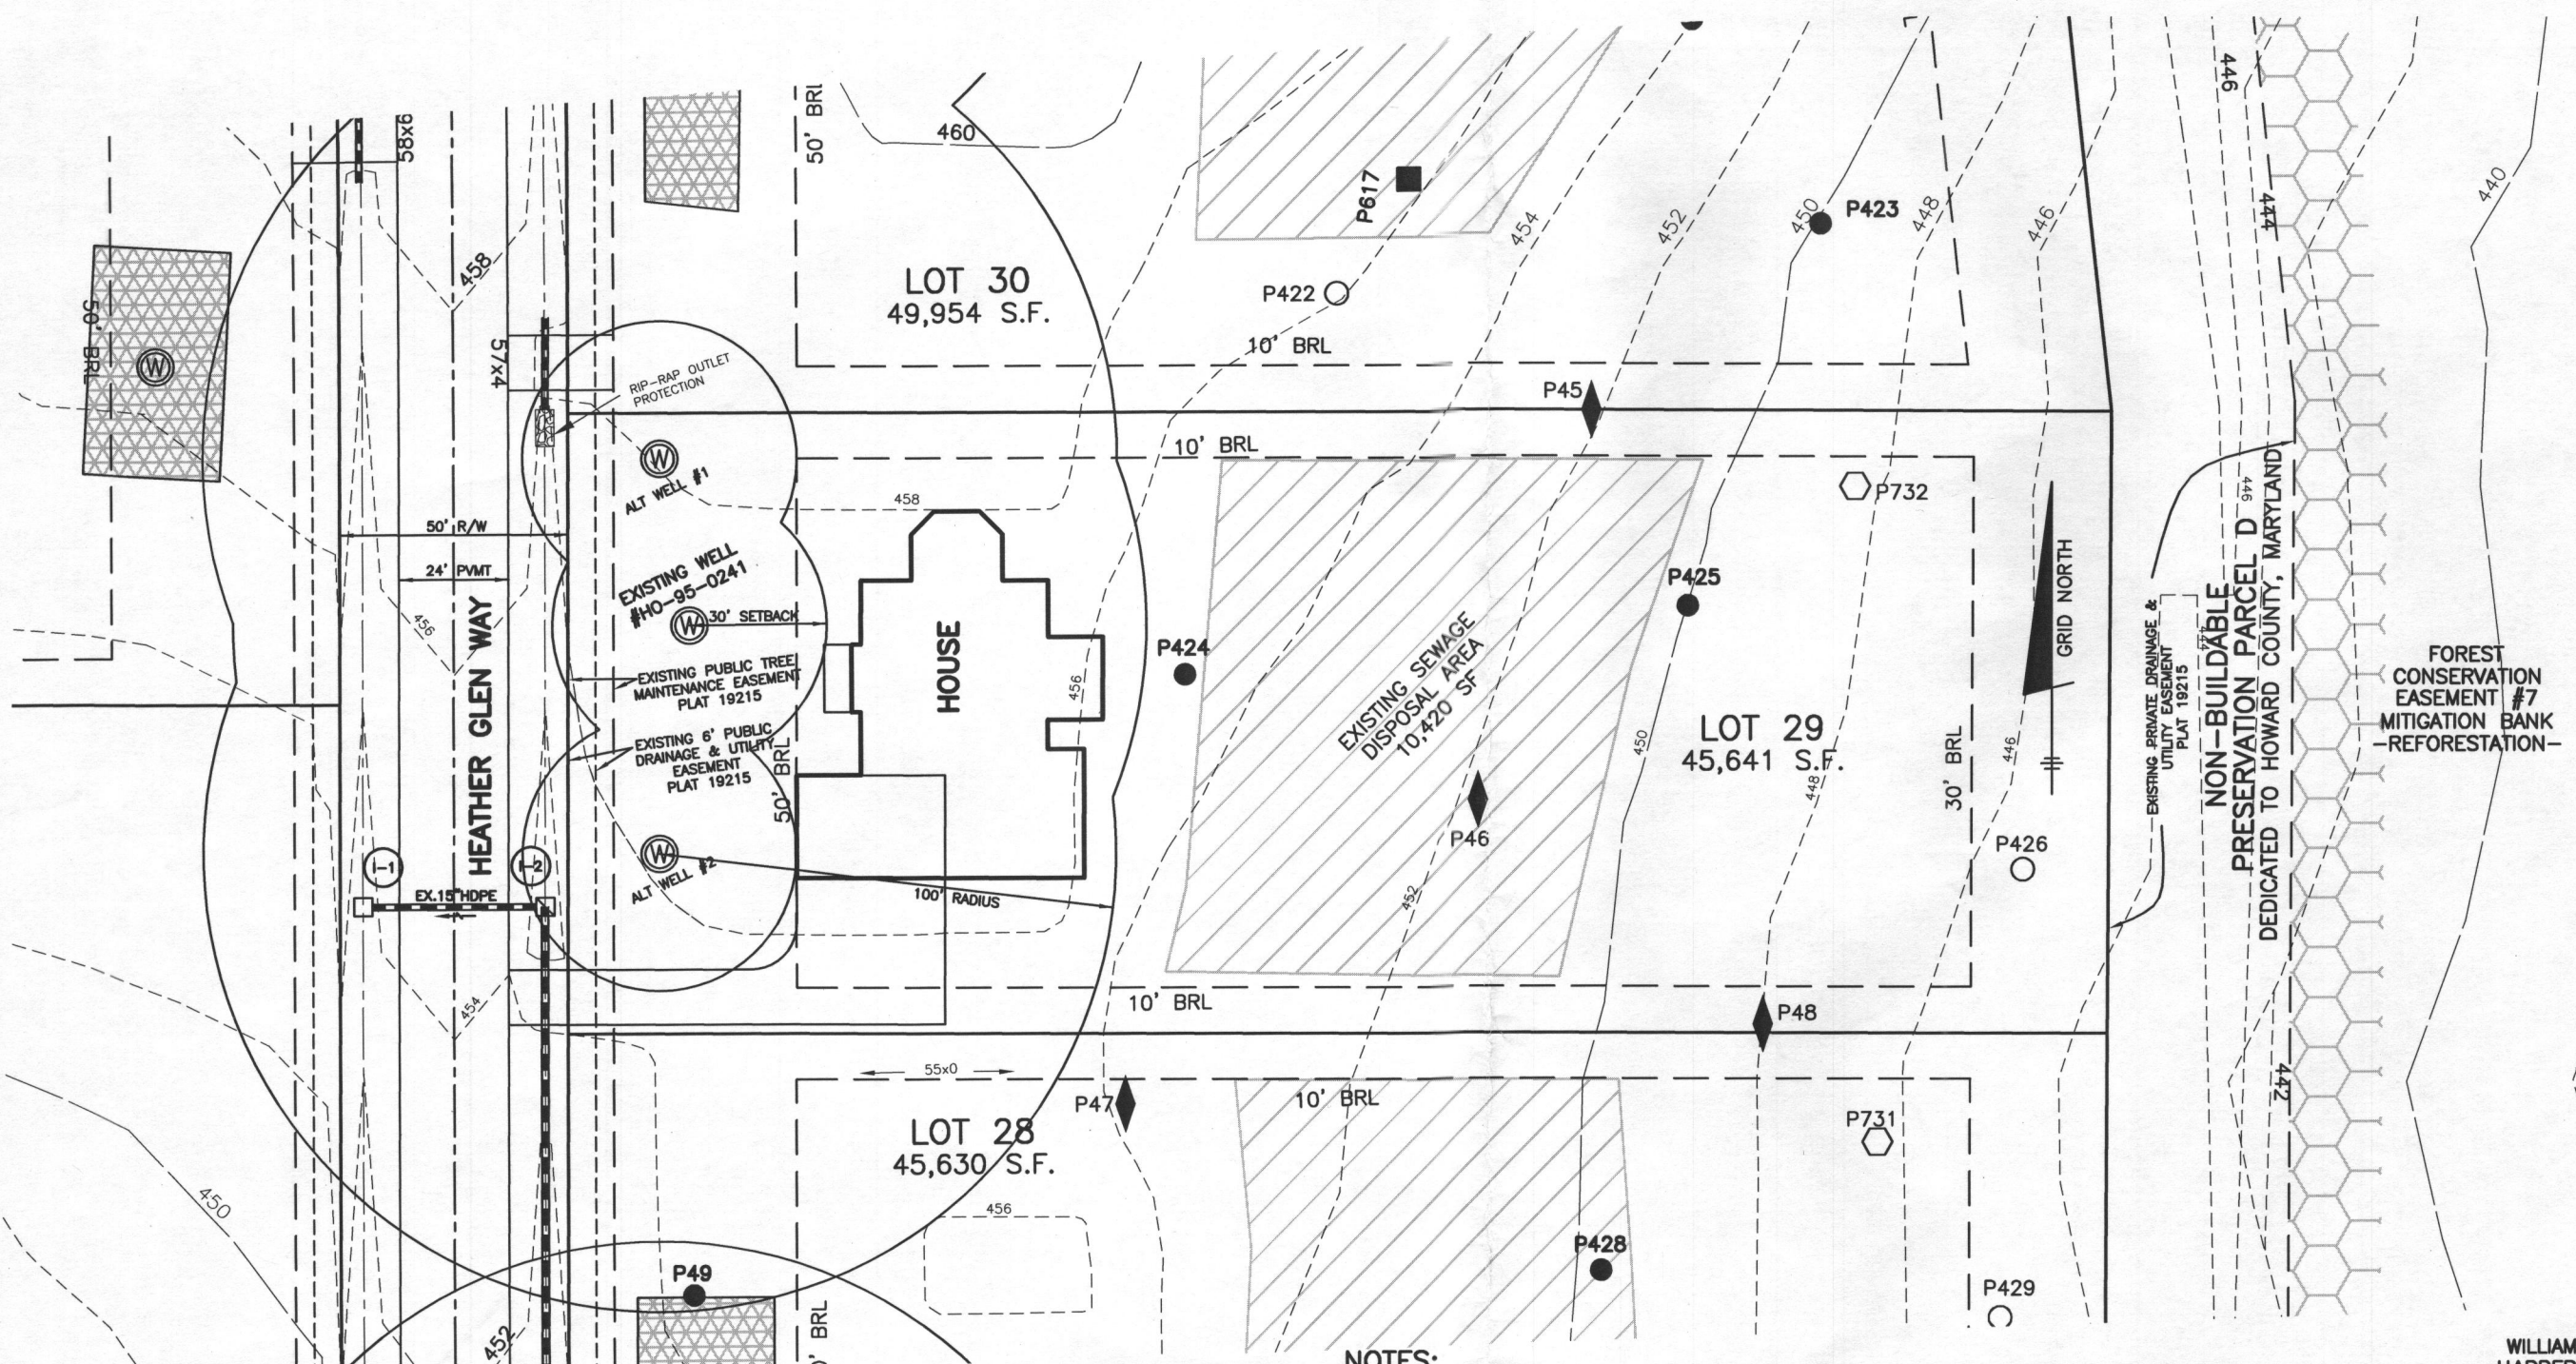 58x6
50' BRL
460
P617
454
452
450
P423
448
446
446
444
440
458
LOT 30
49,954 S.F.
P422
10' BRL
50' BRL
57x4
RIP-RAP OUTLET
PROTECTION
P45
W
W
ALT WELL #1
10' BRL
458
P732
446
50' R/W
24' PVMT
EXISTING WELL
#HO-95-0241
W
30' SETBACK
456
HEATHER GLEN WAY
HOUSE
P424
456
P425
EXISTING SEWAGE
DISPOSAL AREA
10,420 SF
GRID NORTH
EXISTING PUBLIC TREE
MAINTENANCE EASEMENT
PLAT 19215
EXISTING 6' PUBLIC
DRAINAGE & UTILITY
EASEMENT
PLAT 19215
50' BRL
450
LOT 29
45,641 S.F.
448
30' BRL
446
EXISTING PRIVATE DRAINAGE &
UTILITY EASEMENT
PLAT 19215
444
NON-BUILDABLE
PRESERVATION PARCEL D
DEDICATED TO HOWARD COUNTY, MARYLAND
FOREST
CONSERVATION
EASEMENT #7
MITIGATION BANK
-REFORESTATION-
P46
452
P426
W
ALT WELL #2
100' RADIUS
I-1
I-2
EX.15"HDPE
454
10' BRL
P48
55x0
P47
10' BRL
LOT 28
45,630 S.F.
P731
442
450
456
P49
P428
P429
452
BRL
NOTES:
WILLIAM